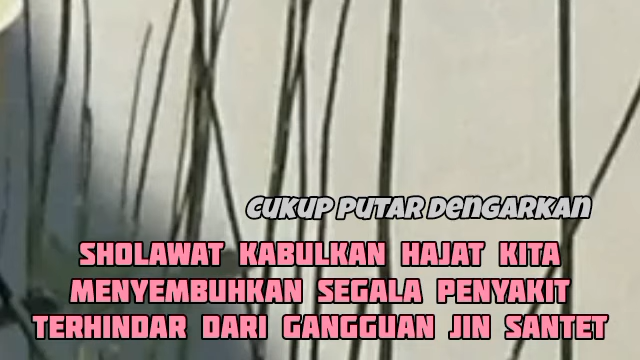 CUKUP PUTAR DENGARKAN
SHOLAWAT KABULKAN HAJAT KITA
MENYEMBUHKAN SEGALA PENYAKIT
TERHINDAR DARI GANGGUAN JIN SANTET